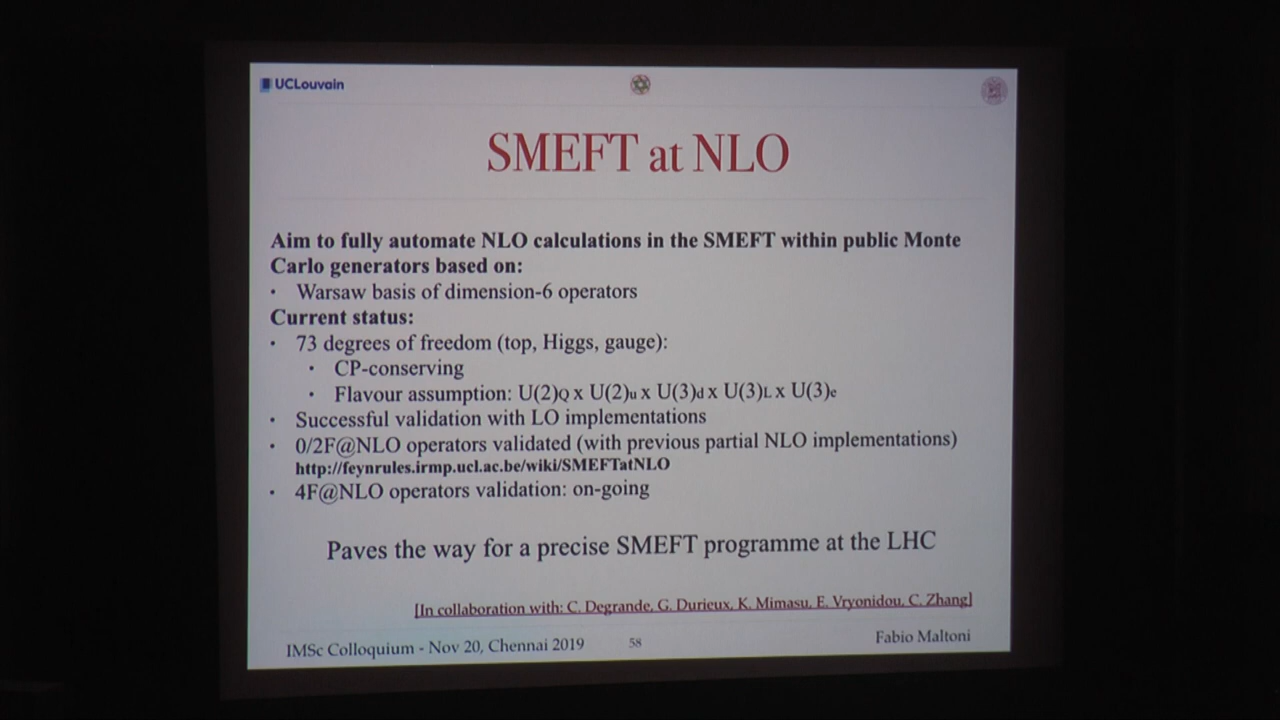 UCLouvain
SMEFT at NLO
Aim to fully automate NLO calculations in the SMEFT within public Monte
Carlo generators based on:
• Warsaw basis of dimension-6 operators
Current status:
• 73 degrees of freedom (top, Higgs, gauge):
• CP-conserving
• Flavour assumption: U(2)Q x U(2)u x U(3)d x U(3)L x U(3)e
• Successful validation with LO implementations
• 0/2F@NLO operators validated (with previous partial NLO implementations)
http://feynrules.irmp.ucl.ac.be/wiki/SMEFTatNLO
• 4F@NLO operators validation: on-going
Paves the way for a precise SMEFT programme at the LHC
[In collaboration with: C. Degrande, G. Durieux, K. Mimasu, E. Vryonidou, C. Zhang]
IMSc Colloquium - Nov 20, Chennai 2019 58 Fabio Maltoni